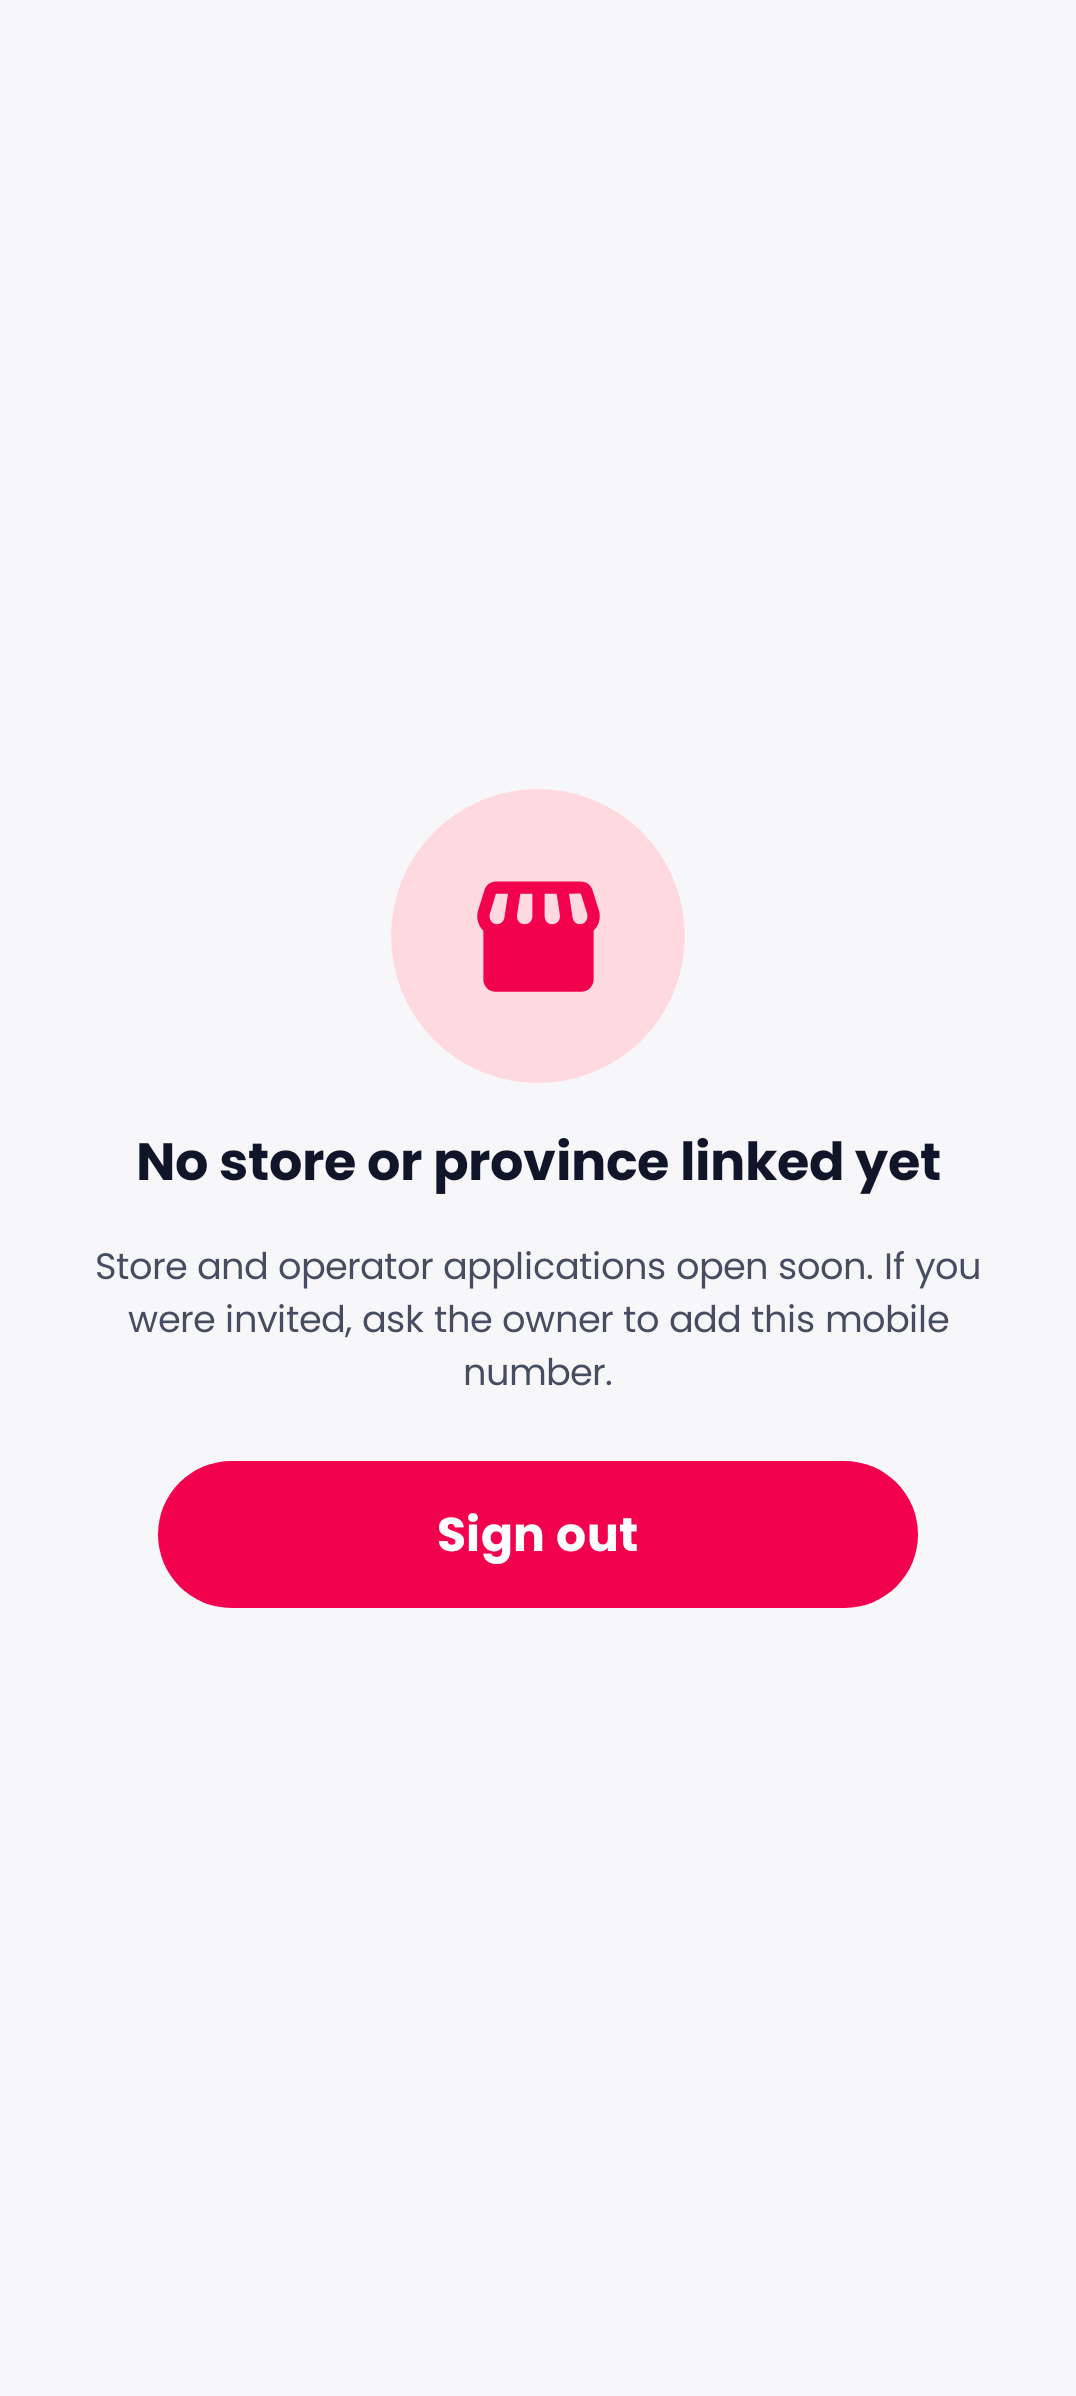 No store or province linked yet
Store and operator applications open soon. If you
were invited, ask the owner to add this mobile
number.
Sign out